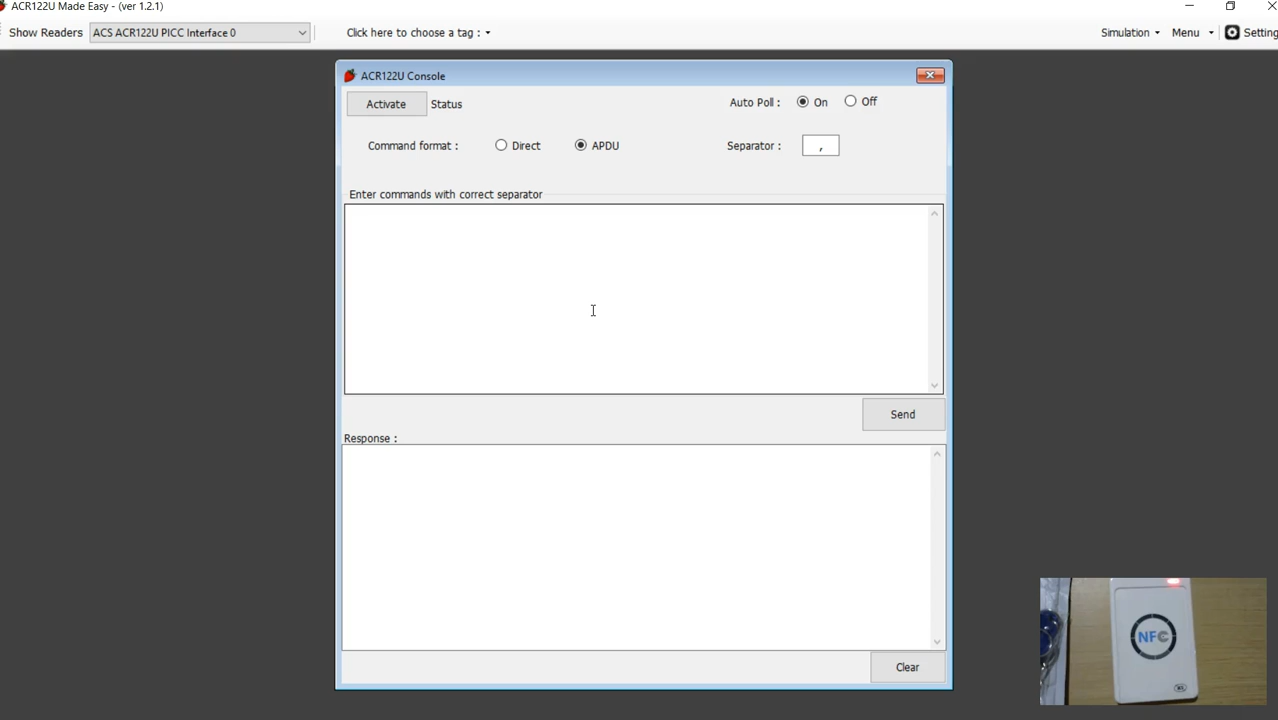 ACR122U Made Easy - (ver 1.2.1)
Show Readers ACS ACR122U PICC Interface 0 Click here to choose a tag : Simulation Menu Setting
ACR122U Console
Activate Status Auto Poll : On Off
Command format : Direct APDU Separator : ,
Enter commands with correct separator
Send
Response :
Clear
NFC